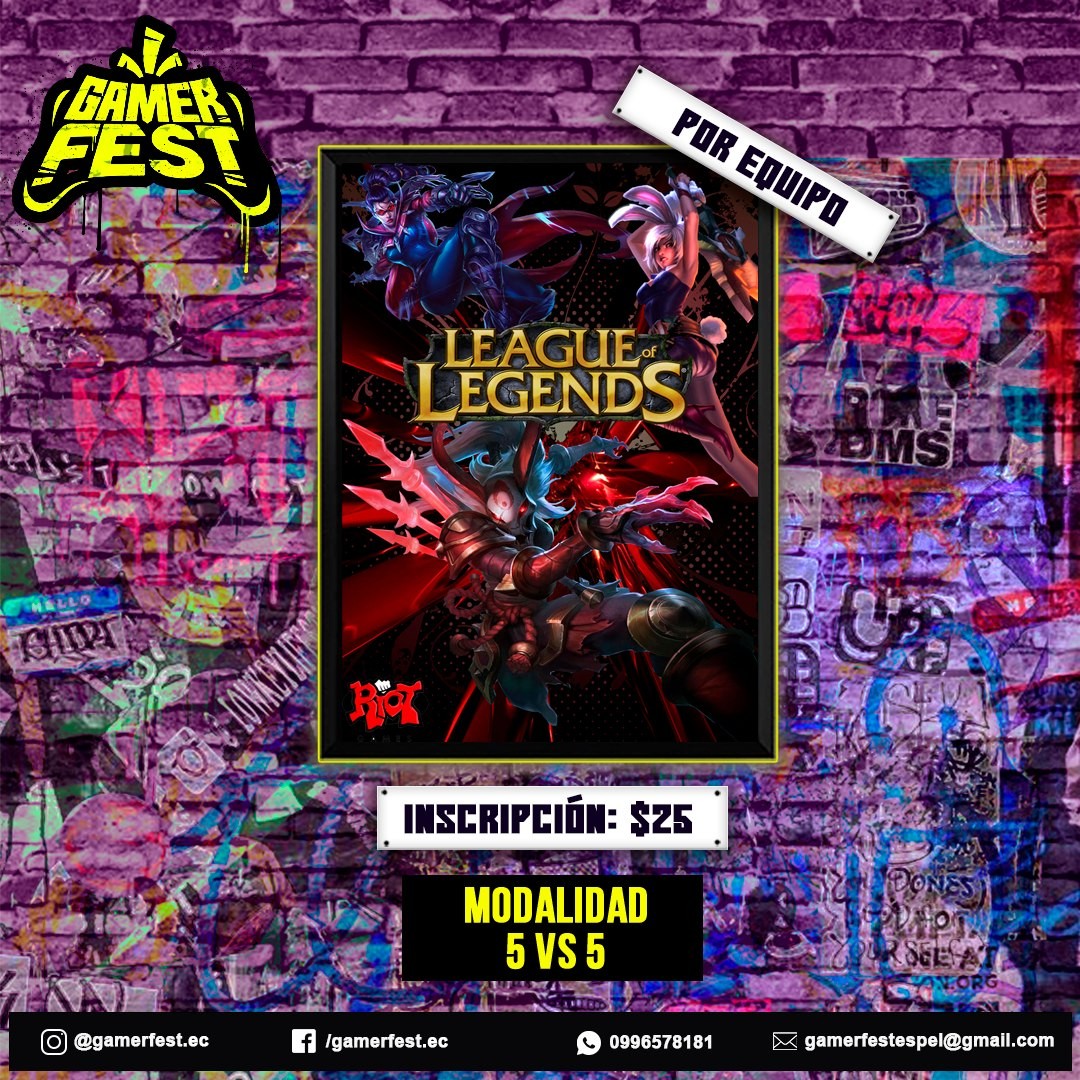 GAMER
FEST
POR EQUIPO
LEAGUE of
LEGENDS
RIOT
HELLO
INSCRIPCIÓN: $25
MODALIDAD
5 VS 5
@gamerfest.ec
/gamerfest.ec
0996578181
gamerfestespel@gmail.com